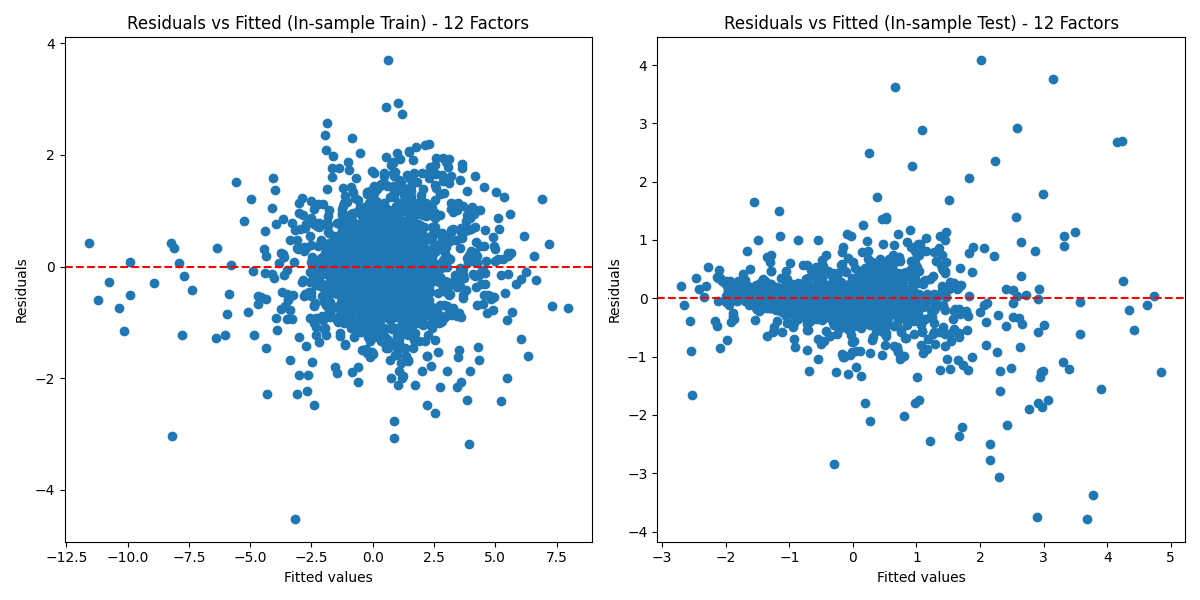 Residuals vs Fitted (In-sample Train) - 12 Factors
4
2
0
−2
−4
Residuals
−12.5 −10.0 −7.5 −5.0 −2.5 0.0 2.5 5.0 7.5
Fitted values
Residuals vs Fitted (In-sample Test) - 12 Factors
4
3
2
1
0
−1
−2
−3
−4
Residuals
−3 −2 −1 0 1 2 3 4 5
Fitted values